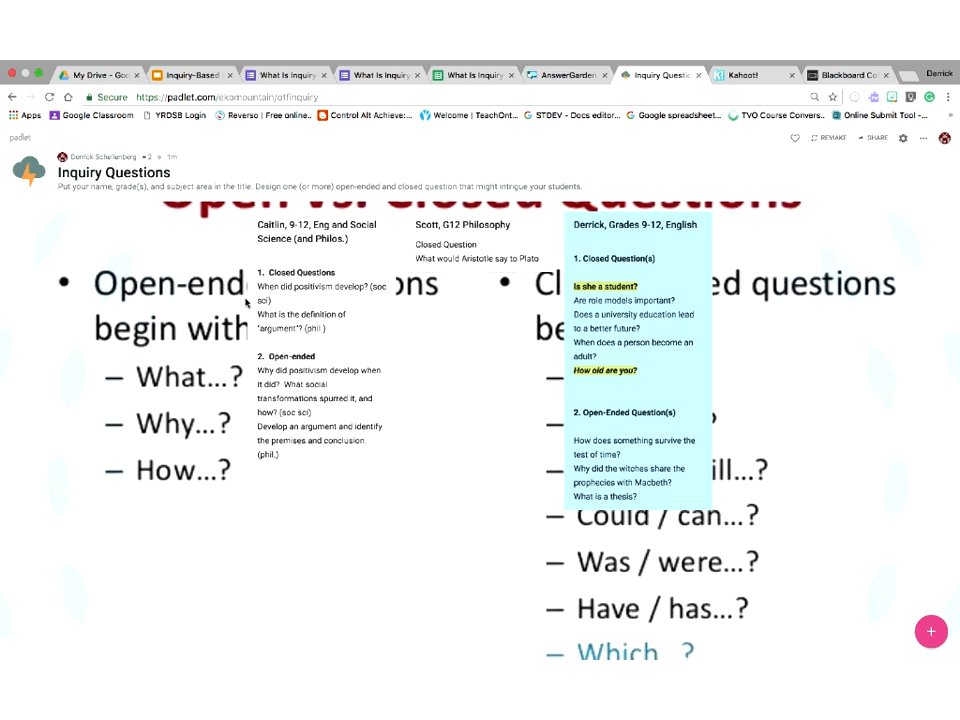 My Drive - Goo
Inquiry-Based
What Is Inquiry
What Is Inquiry
What Is Inquiry
AnswerGarden
Inquiry Questio
Kahoot!
Blackboard Col
Derrick
Secure https://padlet.com/ekomountain/otfinquiry
Apps Google Classroom YRDSB Login Reverso | Free online.. Control Alt Achieve:... Welcome | TeachOnt... STDEV - Docs editor... Google spreadsheet... TVO Course Convers.. Online Submit Tool -...
padlet
REMAKE SHARE
Derrick Schellenberg +2 1m
Inquiry Questions
Put your name, grade(s), and subject area in the title. Design one (or more) open-ended and closed question that might intrigue your students.
Open vs. Closed Questions
• Open-end ons
begin with
– What...?
– Why...?
– How...?
Caitlin, 9-12, Eng and Social
Science (and Philos.)
1. Closed Questions
When did positivism develop? (soc
sci)
What is the definition of
"argument"? (phil.)
2. Open-ended
Why did positivism develop when
it did? What social
transformations spurred it, and
how? (soc sci)
Develop an argument and identify
the premises and conclusion.
(phil.)
Scott, G12 Philosophy
Closed Question
What would Aristotle say to Plato
• Cl ed questions
be
Derrick, Grades 9-12, English
1. Closed Question(s)
Is she a student?
Are role models important?
Does a university education lead
to a better future?
When does a person become an
adult?
How old are you?
2. Open-Ended Question(s)
How does something survive the
test of time?
Why did the witches share the
prophecies with Macbeth?
What is a thesis?
?
ill...?
– Could / can...?
– Was / were...?
– Have / has...?
– Which ?